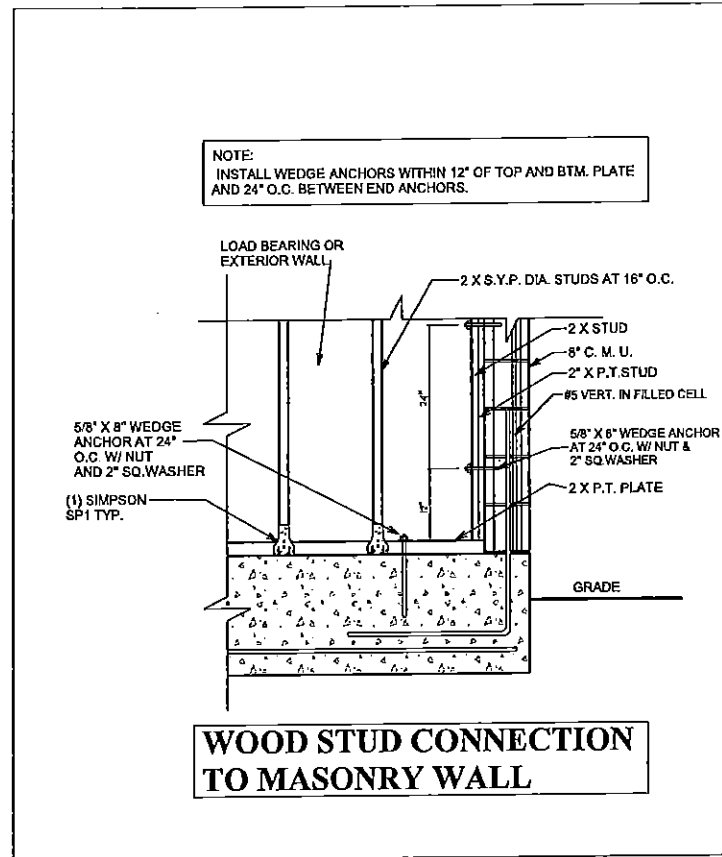 NOTE:
INSTALL WEDGE ANCHORS WITHIN 12" OF TOP AND BTM. PLATE
AND 24" O.C. BETWEEN END ANCHORS.
LOAD BEARING OR
EXTERIOR WALL
2 X S.Y.P. DIA. STUDS AT 16" O.C.
2 X STUD
8" C. M. U.
2" X P.T. STUD
#5 VERT. IN FILLED CELL
24"
5/8" X 8" WEDGE
ANCHOR AT 24"
O.C. W/ NUT
AND 2" SQ.WASHER
5/8" X 6" WEDGE ANCHOR
AT 24" O.C. W/ NUT &
2" SQ.WASHER
(1) SIMPSON
SP1 TYP.
12"
2 X P.T. PLATE
GRADE
WOOD STUD CONNECTION
TO MASONRY WALL